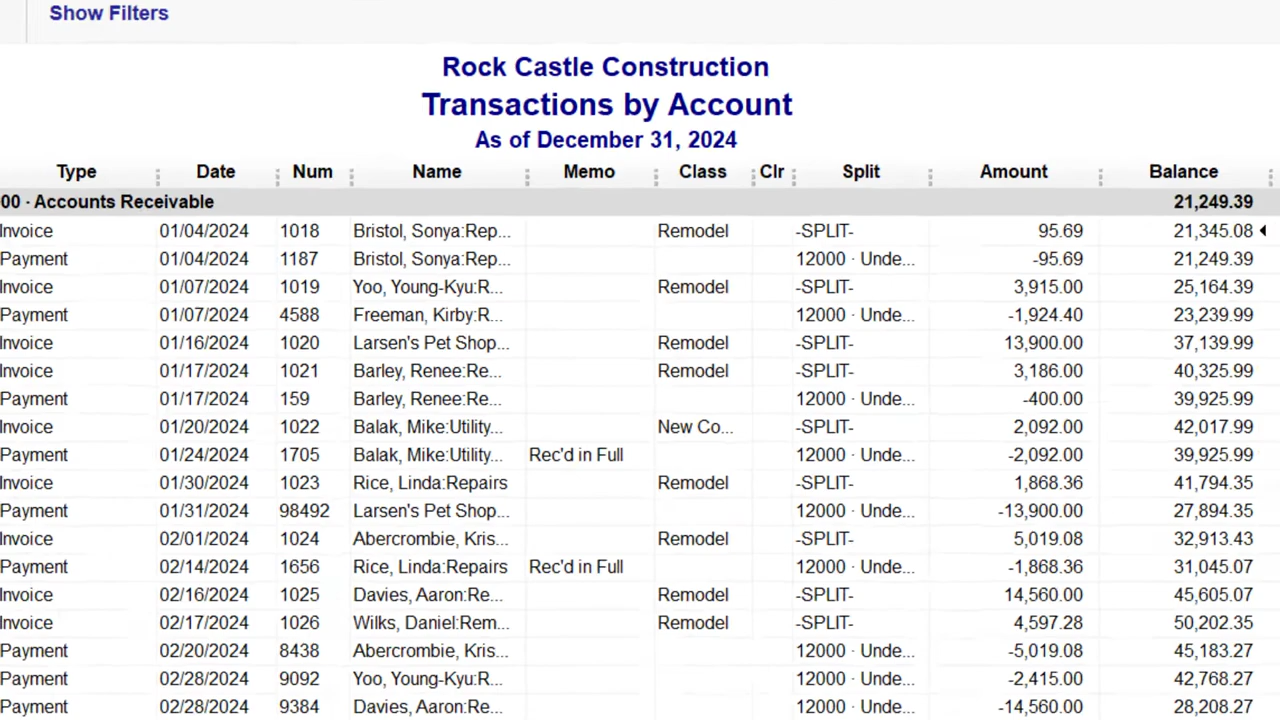 Show Filters
Rock Castle Construction
Transactions by Account
As of December 31, 2024
Type Date Num Name Memo Class Clr Split Amount Balance
00 · Accounts Receivable 21,249.39
Invoice 01/04/2024 1018 Bristol, Sonya:Rep... Remodel -SPLIT- 95.69 21,345.08
Payment 01/04/2024 1187 Bristol, Sonya:Rep... 12000 · Unde... -95.69 21,249.39
Invoice 01/07/2024 1019 Yoo, Young-Kyu:R... Remodel -SPLIT- 3,915.00 25,164.39
Payment 01/07/2024 4588 Freeman, Kirby:R... 12000 · Unde... -1,924.40 23,239.99
Invoice 01/16/2024 1020 Larsen's Pet Shop... Remodel -SPLIT- 13,900.00 37,139.99
Invoice 01/17/2024 1021 Barley, Renee:Re... Remodel -SPLIT- 3,186.00 40,325.99
Payment 01/17/2024 159 Barley, Renee:Re... 12000 · Unde... -400.00 39,925.99
Invoice 01/20/2024 1022 Balak, Mike:Utility... New Co... -SPLIT- 2,092.00 42,017.99
Payment 01/24/2024 1705 Balak, Mike:Utility... Rec'd in Full 12000 · Unde... -2,092.00 39,925.99
Invoice 01/30/2024 1023 Rice, Linda:Repairs Remodel -SPLIT- 1,868.36 41,794.35
Payment 01/31/2024 98492 Larsen's Pet Shop... 12000 · Unde... -13,900.00 27,894.35
Invoice 02/01/2024 1024 Abercrombie, Kris... Remodel -SPLIT- 5,019.08 32,913.43
Payment 02/14/2024 1656 Rice, Linda:Repairs Rec'd in Full 12000 · Unde... -1,868.36 31,045.07
Invoice 02/16/2024 1025 Davies, Aaron:Re... Remodel -SPLIT- 14,560.00 45,605.07
Invoice 02/17/2024 1026 Wilks, Daniel:Rem... Remodel -SPLIT- 4,597.28 50,202.35
Payment 02/20/2024 8438 Abercrombie, Kris... 12000 · Unde... -5,019.08 45,183.27
Payment 02/28/2024 9092 Yoo, Young-Kyu:R... 12000 · Unde... -2,415.00 42,768.27
Payment 02/28/2024 9384 Davies, Aaron:Re... 12000 · Unde... -14,560.00 28,208.27